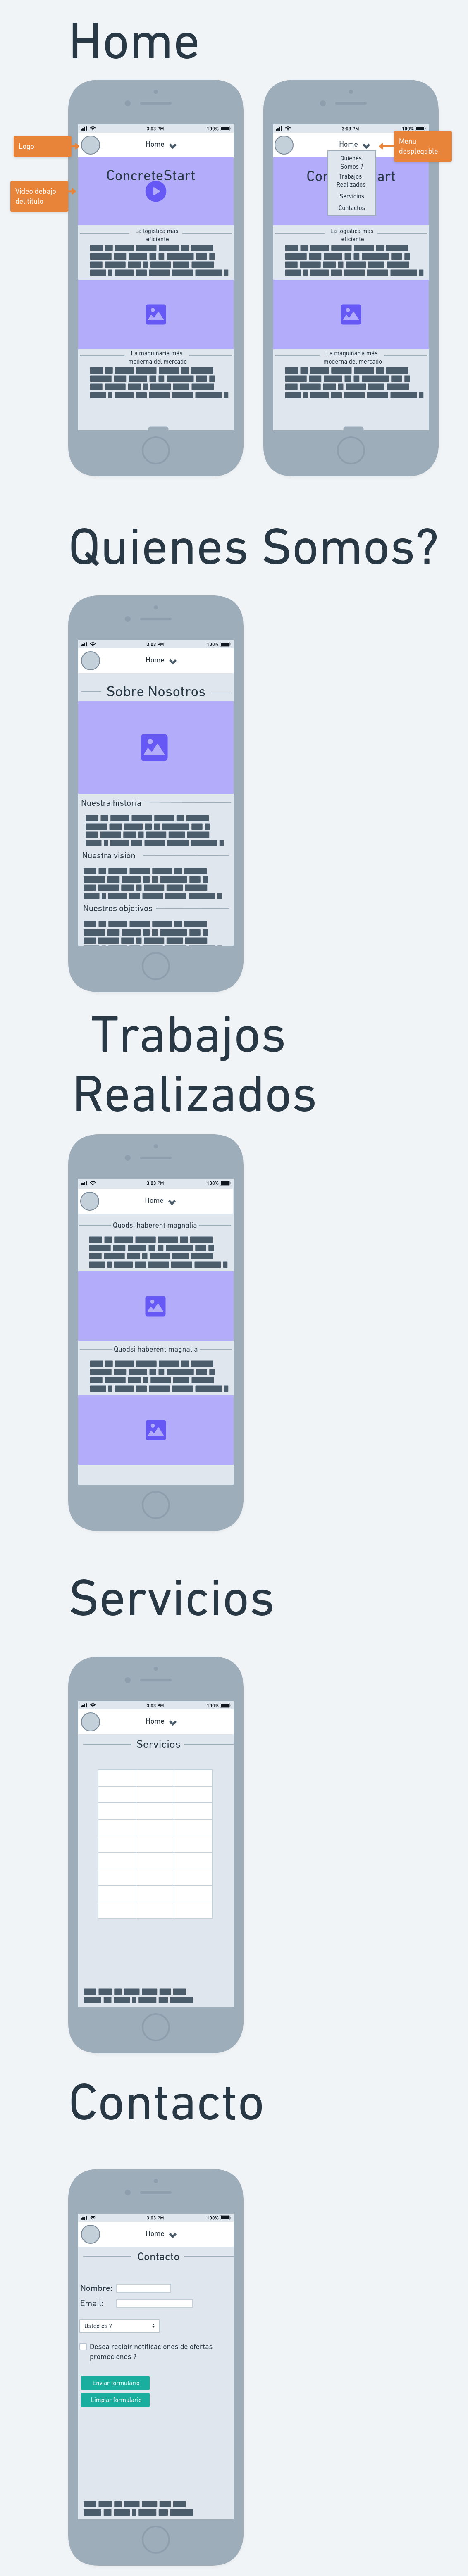 Home
3:03 PM
100%
Home
ConcreteStart
La logistica más
eficiente
La maquinaria más
moderna del mercado
Logo
Video debajo
del titulo
3:03 PM
100%
Home
Menu
desplegable
Quienes
Somos ?
Trabajos
Realizados
Servicios
Contactos
Cor
art
La logistica más
eficiente
La maquinaria más
moderna del mercado
Quienes Somos?
3:03 PM
100%
Home
Sobre Nosotros
Nuestra historia
Nuestra visión
Nuestros objetivos
Trabajos
Realizados
3:03 PM
100%
Home
Quodsi haberent magnalia
Quodsi haberent magnalia
Servicios
3:03 PM
100%
Home
Servicios
Contacto
3:03 PM
100%
Home
Contacto
Nombre:
Email:
Usted es ?
Desea recibir notificaciones de ofertas
promociones ?
Enviar formulario
Limpiar formulario